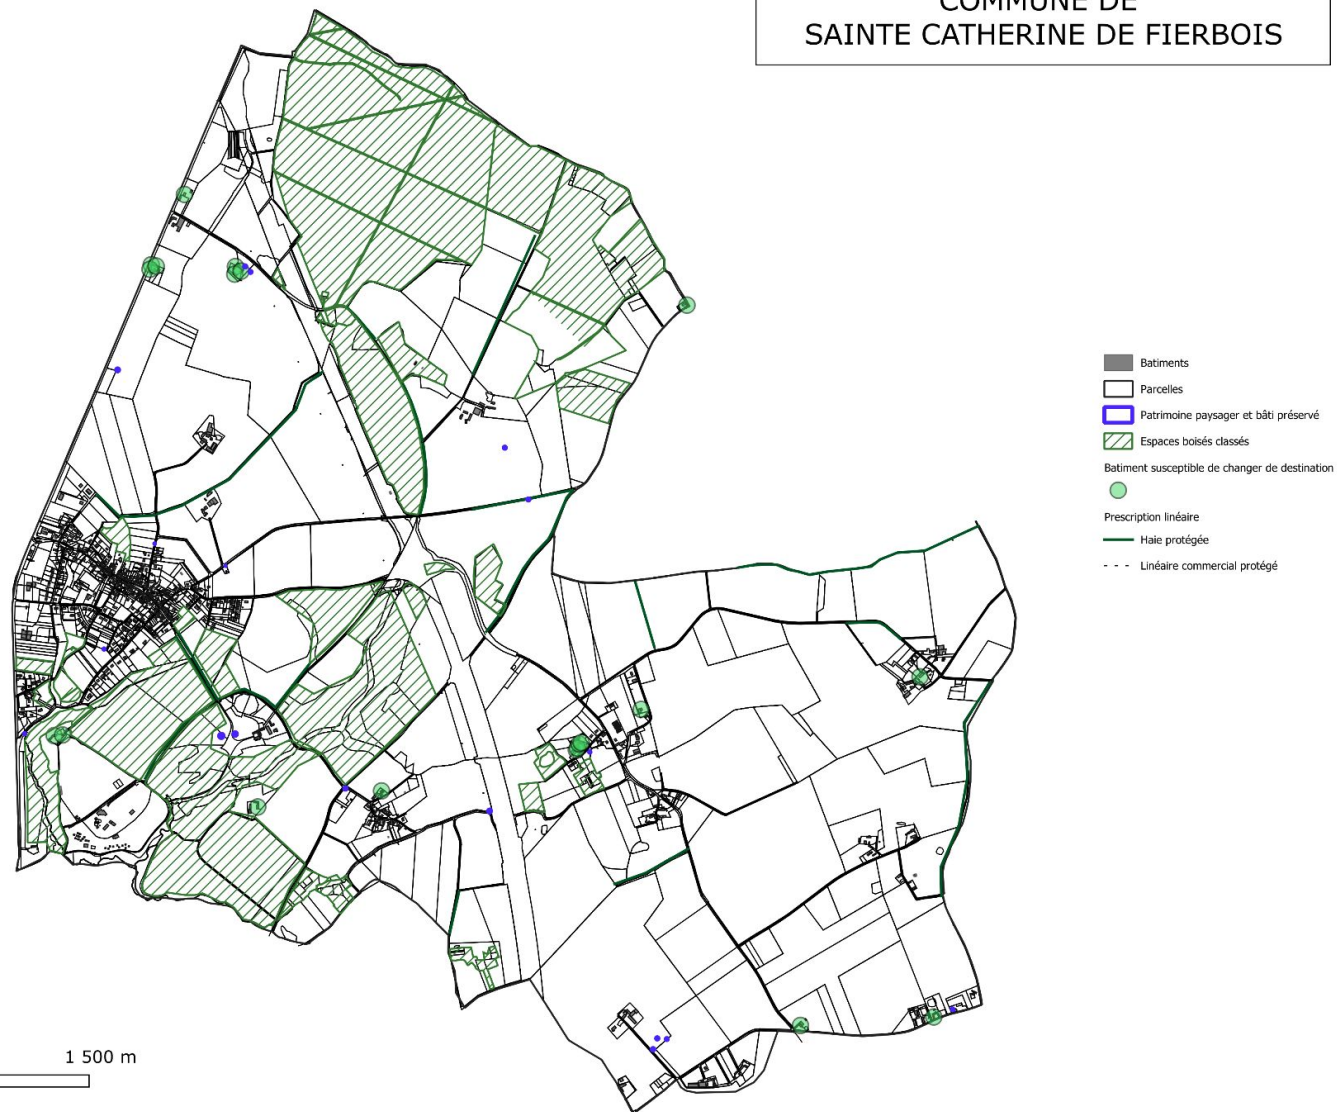 COMMUNE DE
SAINTE CATHERINE DE FIERBOIS
Batiments
Parcelles
Patrimoine paysager et bâti préservé
Espaces boisés classés
Batiment susceptible de changer de destination
Prescription linéaire
Haie protégée
Linéaire commercial protégé
1 500 m